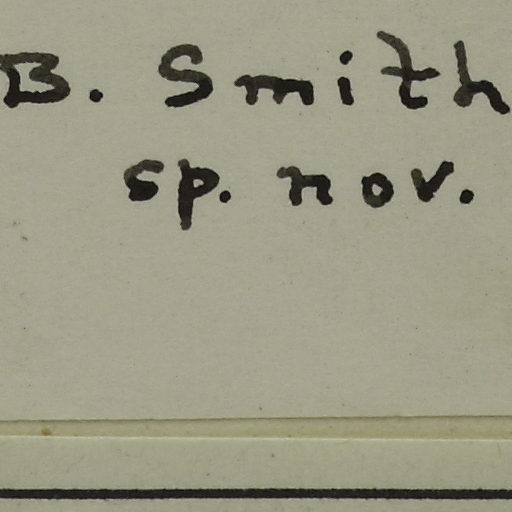 B. Smith
sp. nov.